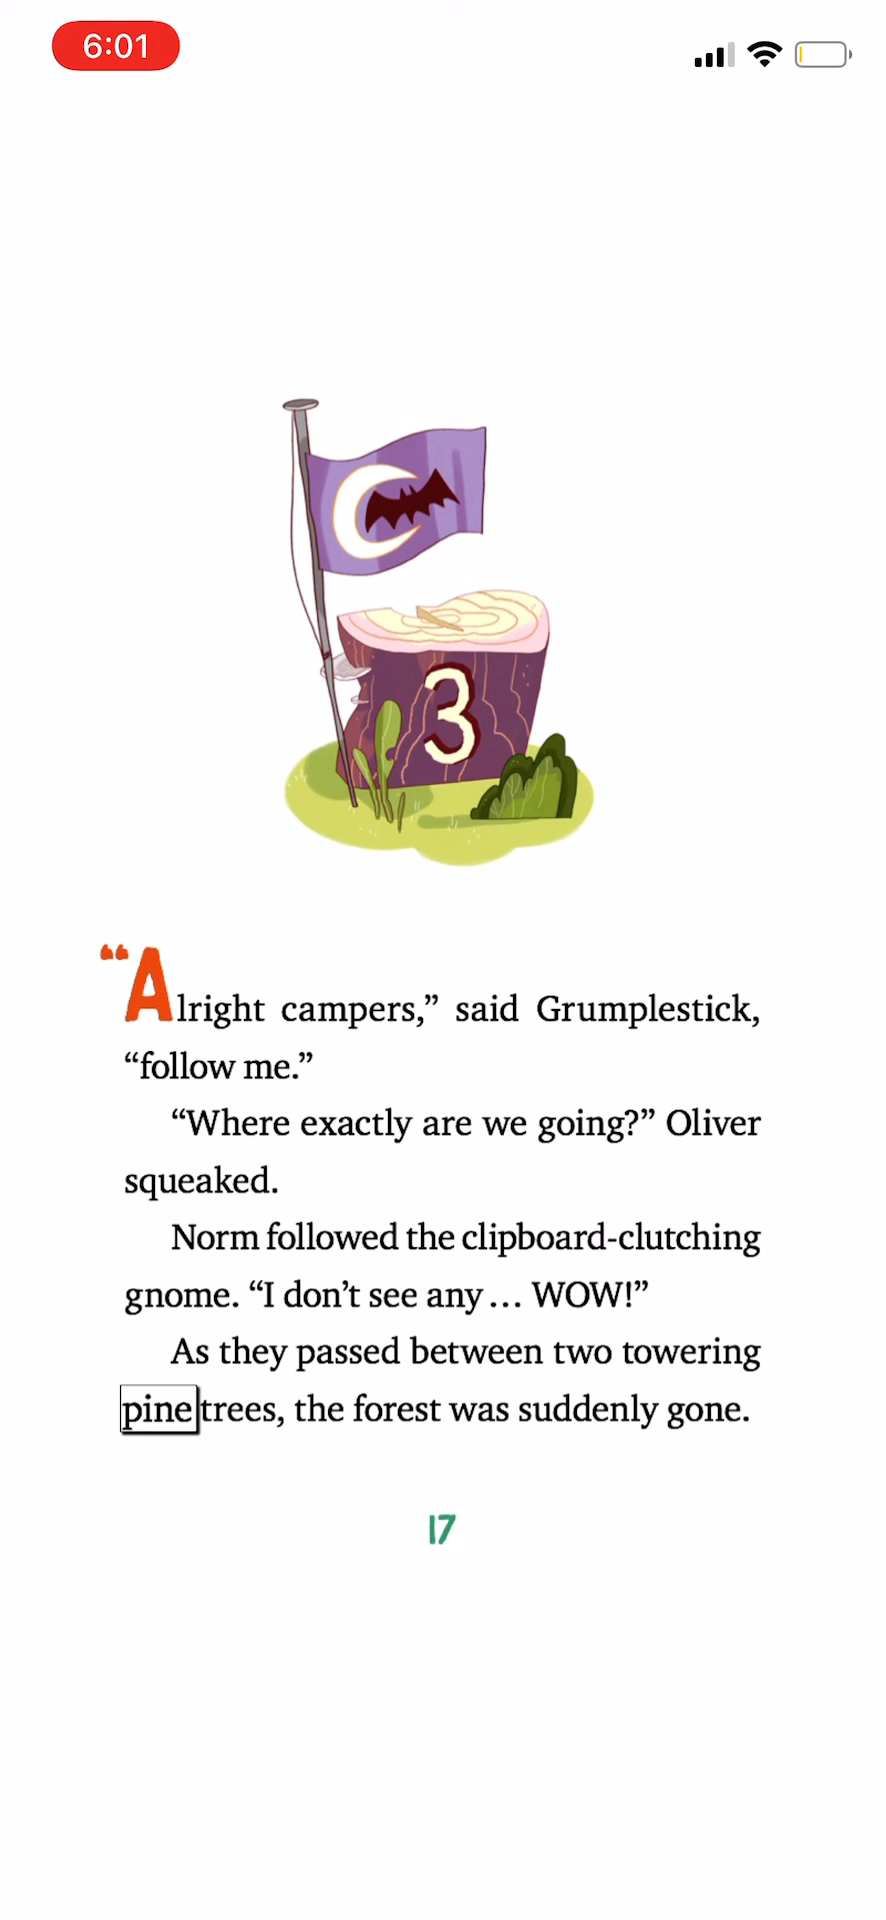 6:01
3
“Alright campers,” said Grumplestick,
“follow me.”
“Where exactly are we going?” Oliver
squeaked.
Norm followed the clipboard-clutching
gnome. “I don’t see any… WOW!”
As they passed between two towering
pine trees, the forest was suddenly gone.
17